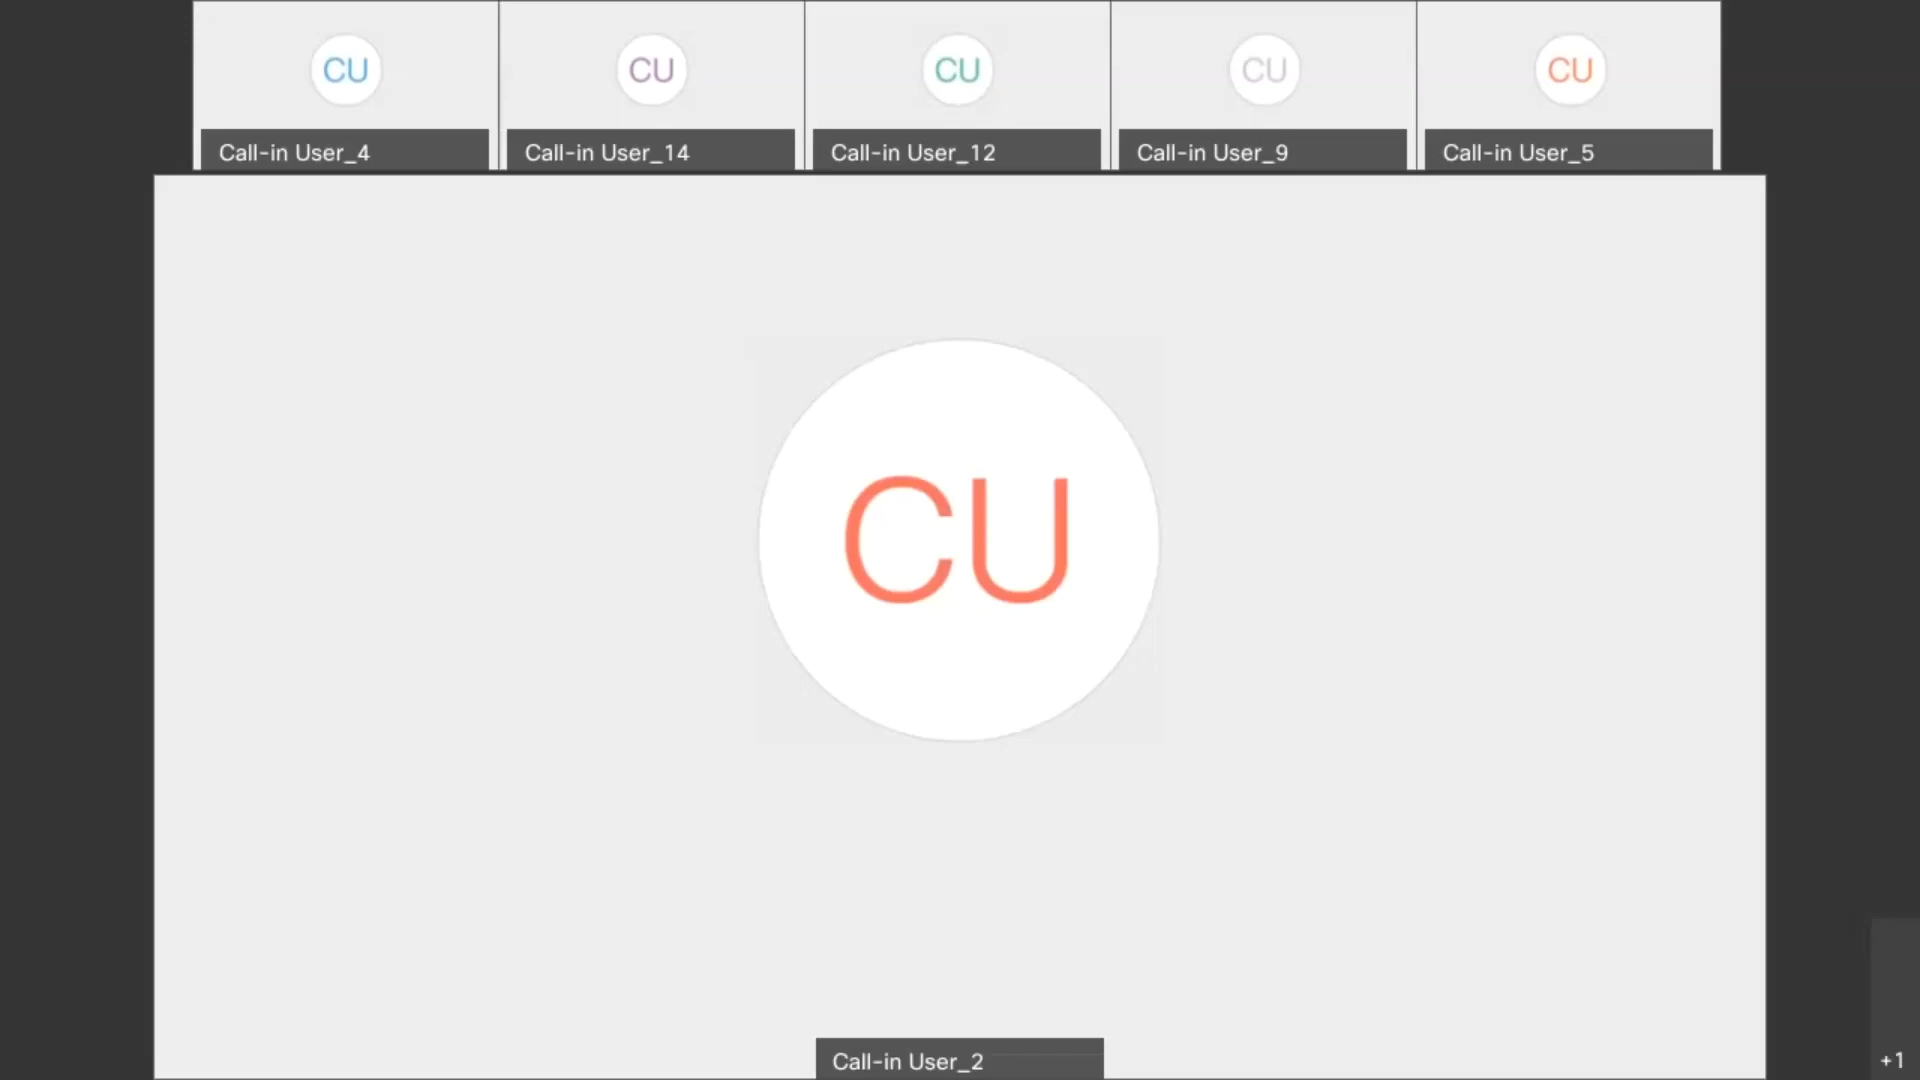 CU
CU
CU
CU
CU
Call-in User_4
Call-in User_14
Call-in User_12
Call-in User_9
Call-in User_5
CU
Call-in User_2
+1